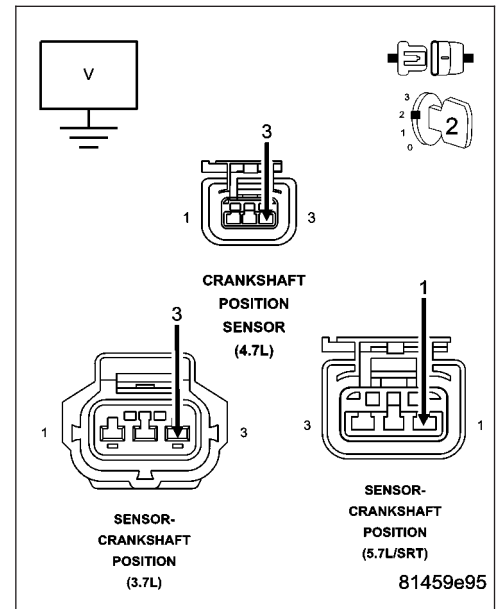 V
3
2
1
0
2
3
1
3
CRANKSHAFT
POSITION
SENSOR
(4.7L)
3
1
3
SENSOR-
CRANKSHAFT
POSITION
(3.7L)
1
3
1
SENSOR-
CRANKSHAFT
POSITION
(5.7L/SRT)
81459e95